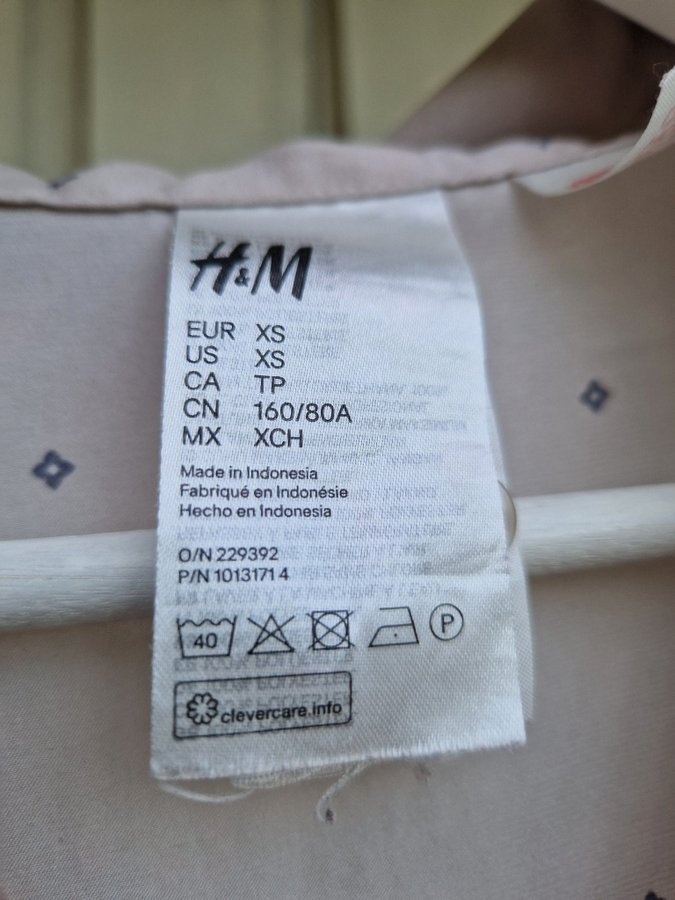 H&M
EUR XS
US XS
CA TP
CN 160/80A
MX XCH
Made in Indonesia
Fabriqué en Indonésie
Hecho en Indonesia
O/N 229392
P/N 1013171 4
40 P
clevercare.info